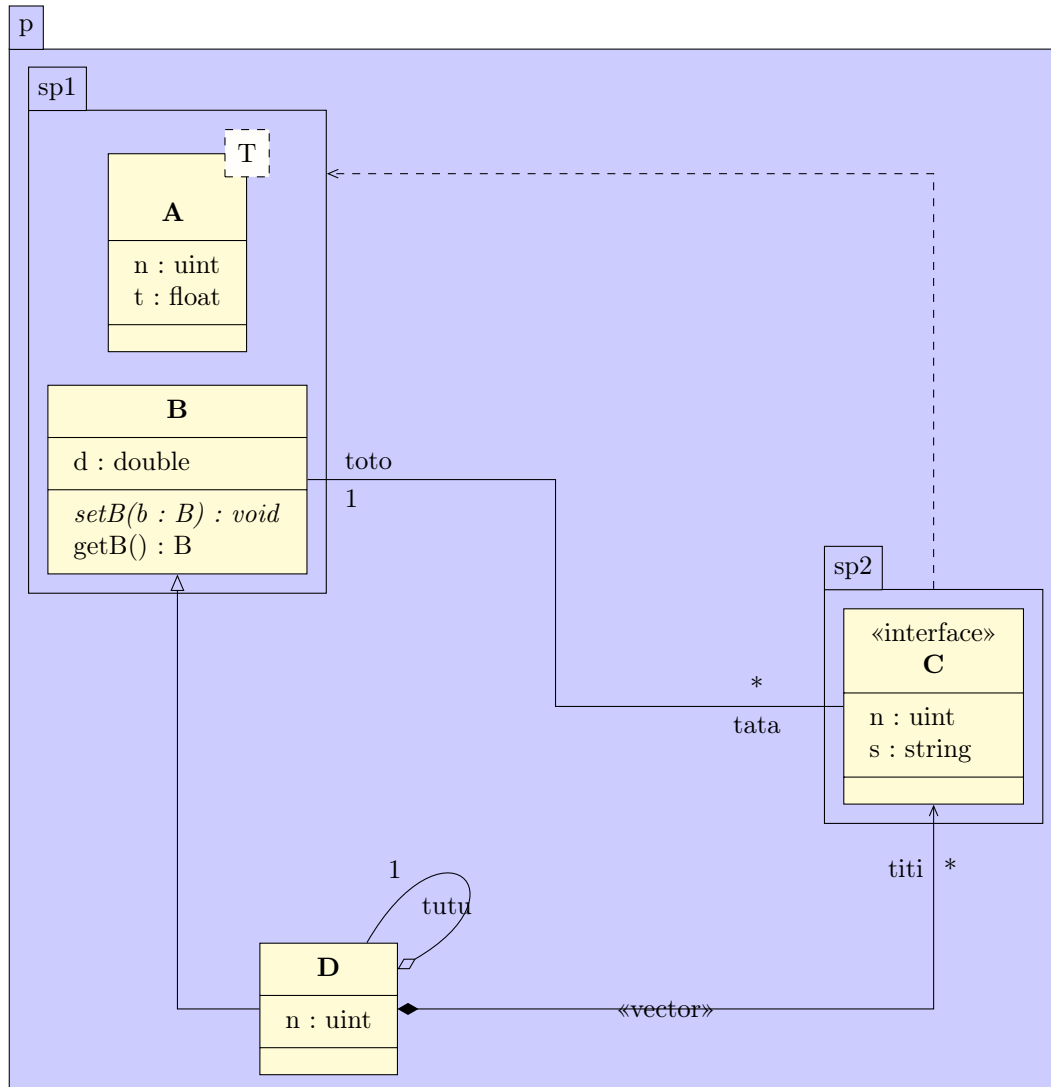 p
sp1
T
A
n : uint
t : float
B
d : double
setB(b : B) : void
getB() : B
toto
1
sp2
«interface»
C
n : uint
s : string
*
tata
titi
*
1
tutu
D
n : uint
«vector»